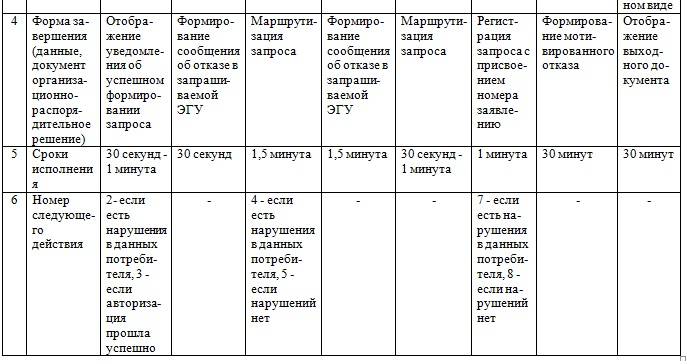 ном виде
4
Форма за-
вершения
(данные,
документ
организа-
ционно-
распоря-
дительное
решение)
Отобра-
жение
уведомле-
ния об
успешном
формиро-
вании
запроса
Формиро-
вание
сообщения
об отказе в
запраши-
ваемой
ЭГУ
Маршрути-
зация
запроса
Формиро-
вание
сообщения
об отказе в
запраши-
ваемой
ЭГУ
Маршрути-
зация
запроса
Регист-
рация
запроса с
присвое-
нием
номера
заявле-
нию
Формирова-
ние моти-
вированного
отказа
Отобра-
жение
выход-
ного до-
кумента
5
Сроки
исполнени
я
30 секунд -
1 минута
30 секунд
1,5 минута
1,5 минута
30 секунд -
1 минута
1 минута
30 минут
30 минут
6
Номер
следующе-
го
действия
2- если
есть
нарушения
в данных
потреби-
теля, 3 -
если
авториза-
ция
прошла
успешно
-
4 - если
есть
нарушения
в данных
потреби-
теля, 5 -
если
нарушений
нет
-
-
7 - если
есть на-
рушения
в данных
потреби-
теля, 8 -
если на-
рушений
нет
-
-